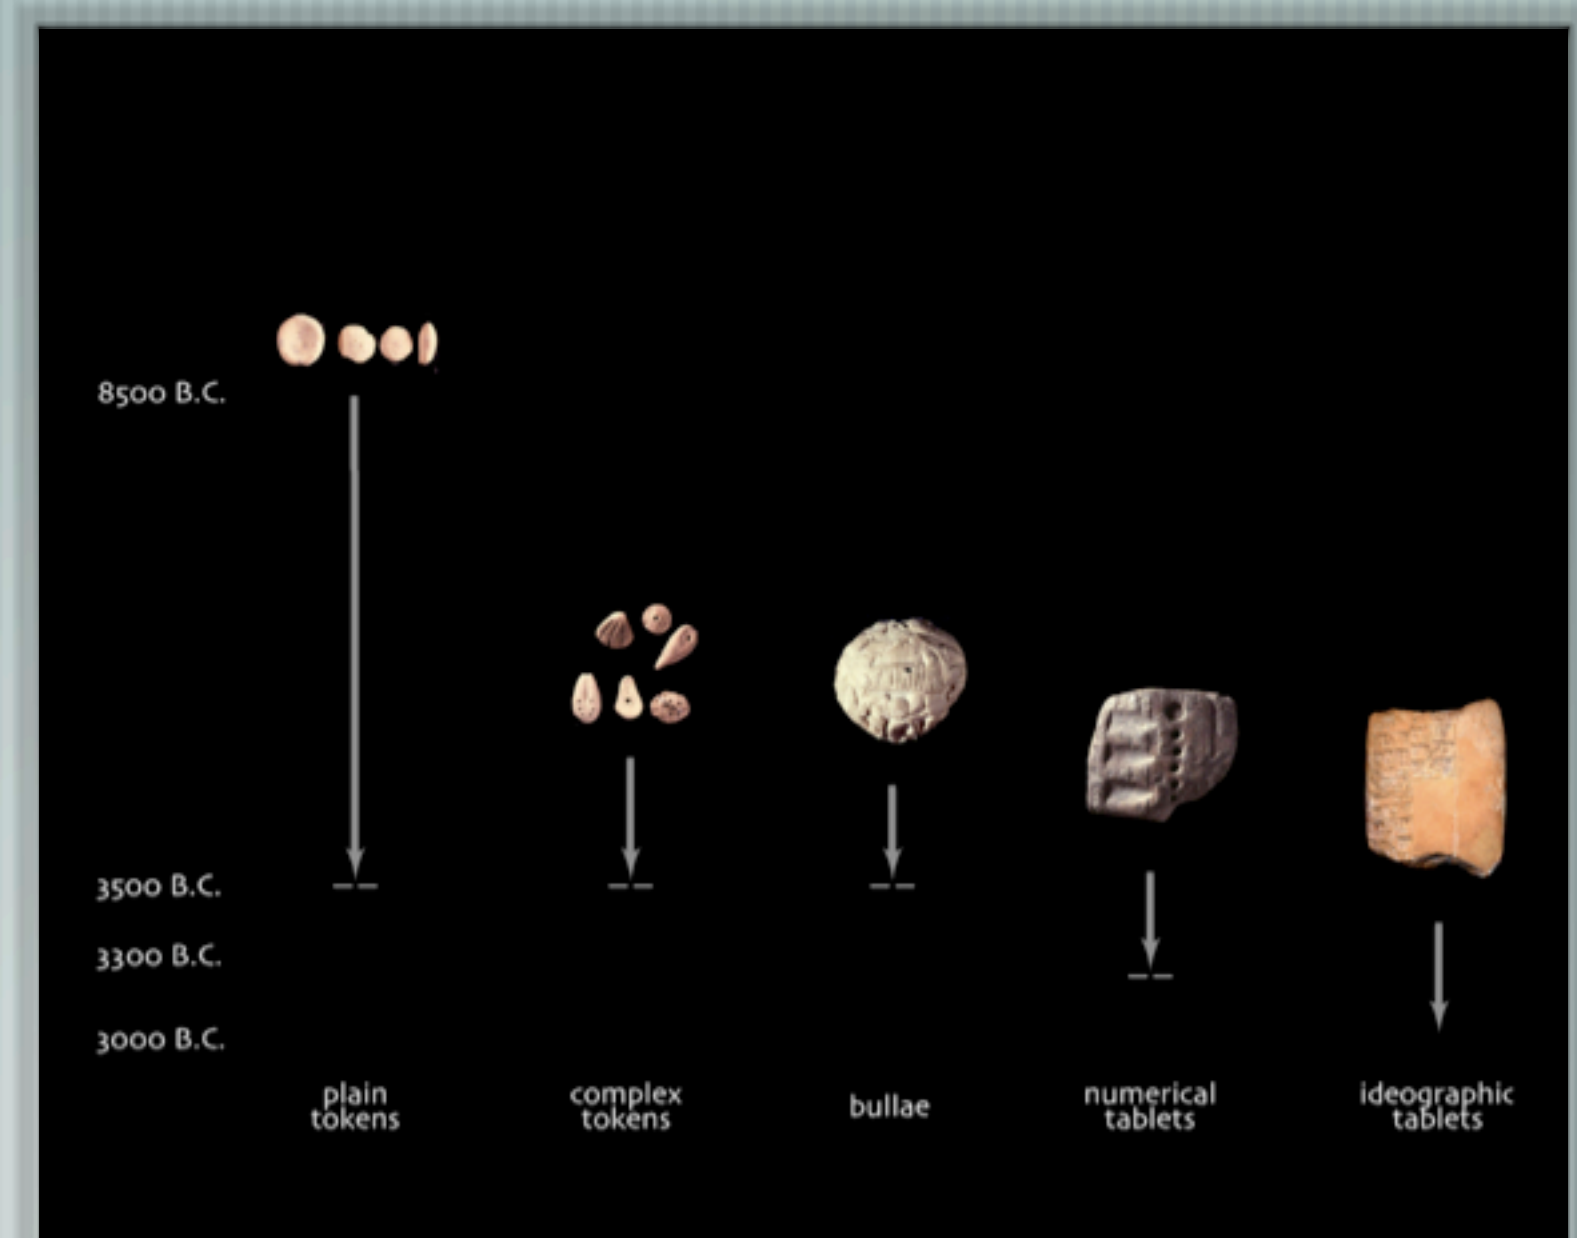 8500 B.C.
3500 B.C.
3300 B.C.
3000 B.C.
plain
tokens
complex
tokens
bullae
numerical
tablets
ideographic
tablets